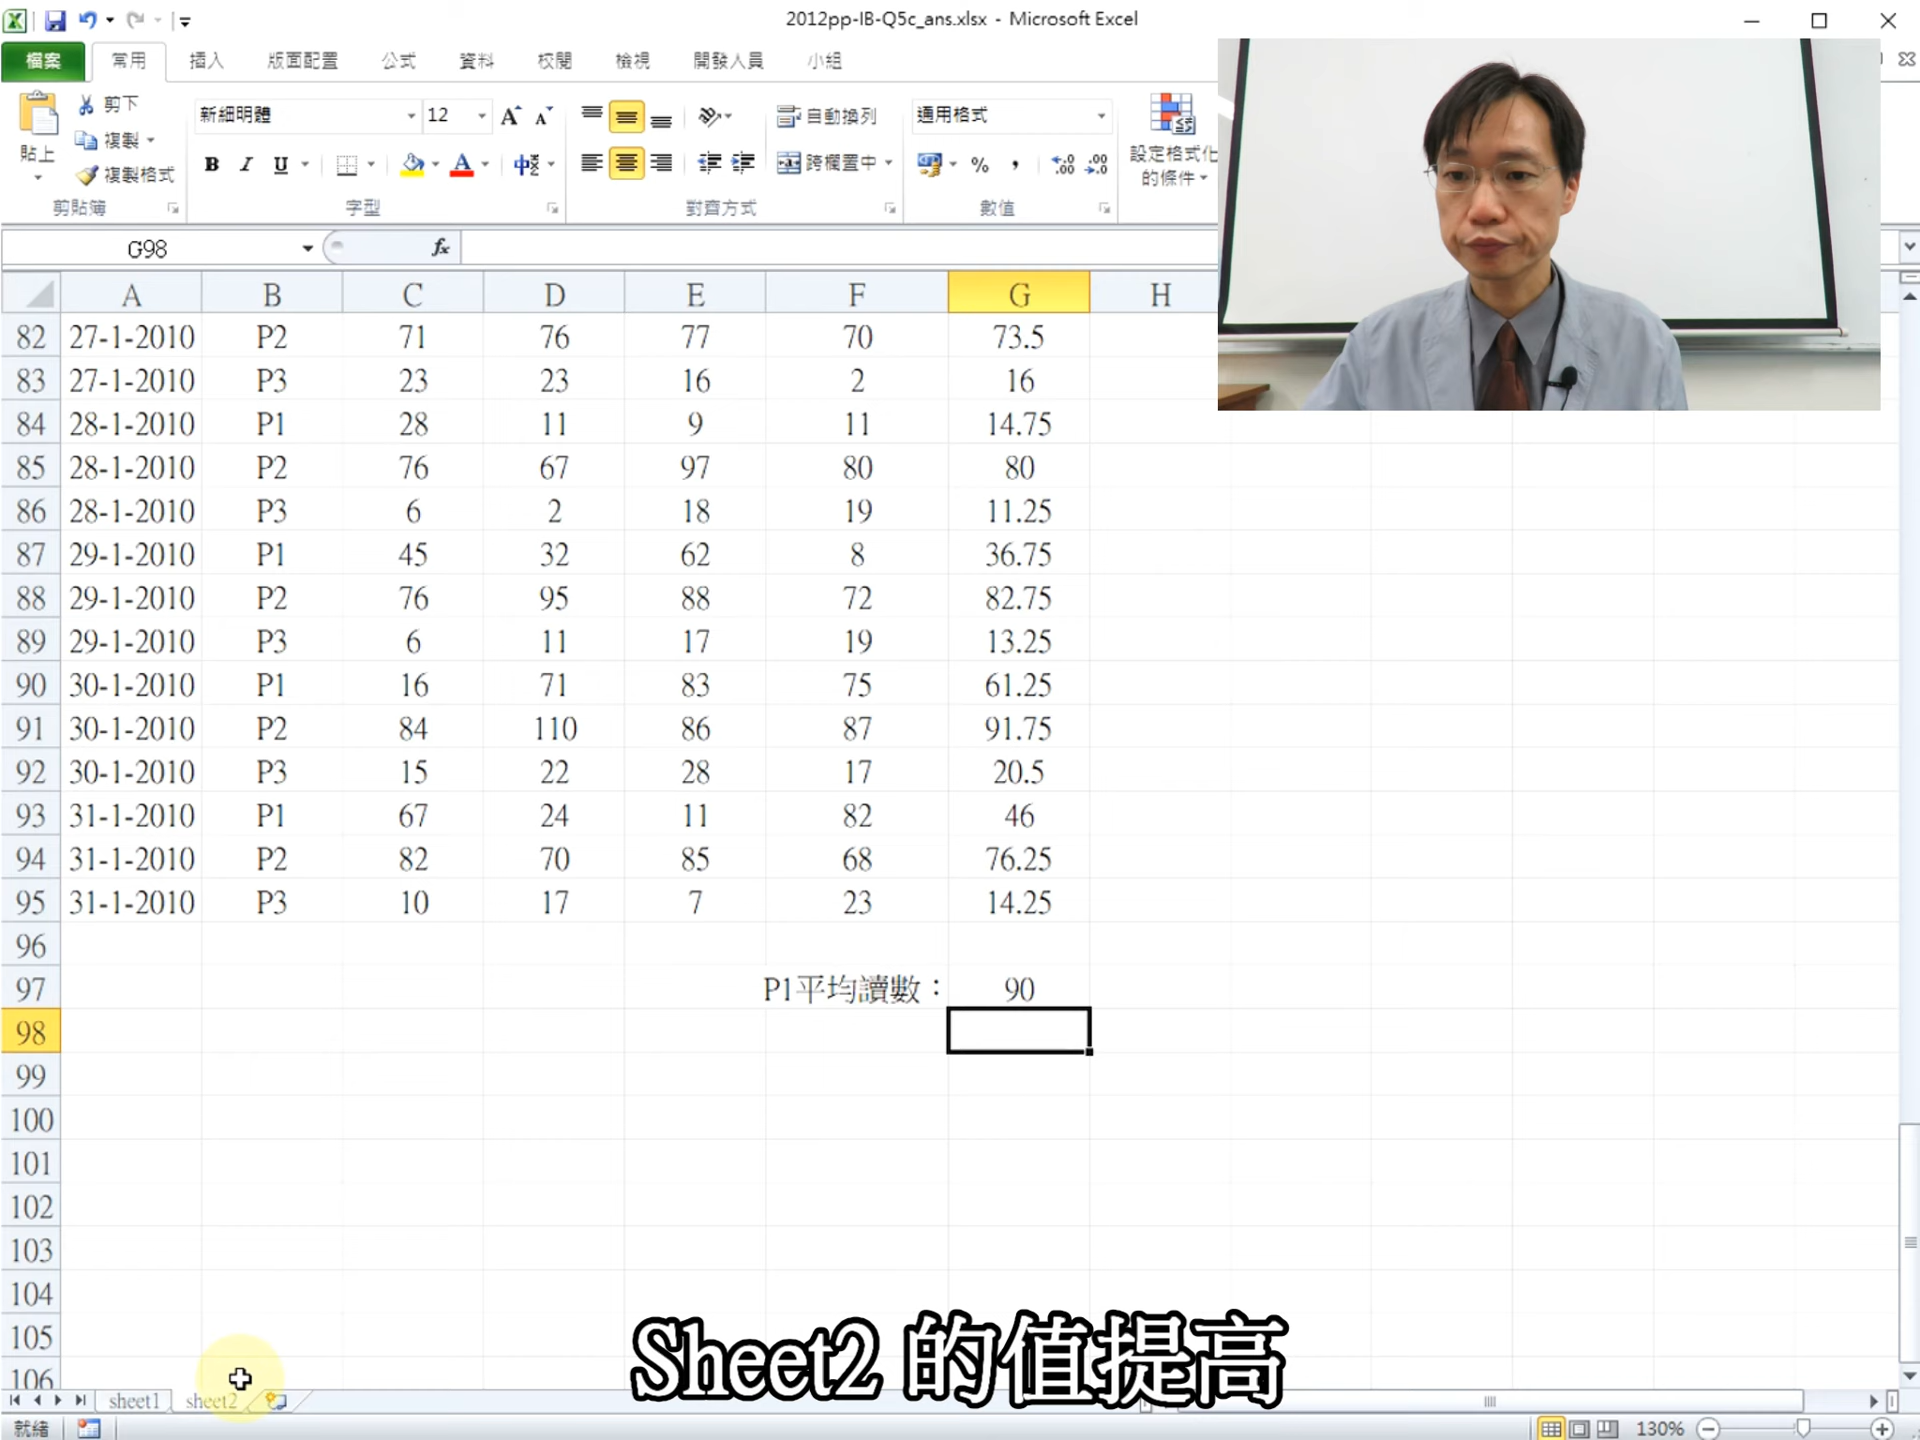 2012pp-IB-Q5c_ans.xlsx - Microsoft Excel
檔案 常用 插入 版面配置 公式 資料 校閱 檢視 開發人員 小組
貼上 剪下 複製 複製格式
新細明體 12
B I U
自動換列
跨欄置中
通用格式
% ,
設定格式化的條件
剪貼簿 字型 對齊方式 數值
G98 fx
A B C D E F G H
82 27-1-2010 P2 71 76 77 70 73.5
83 27-1-2010 P3 23 23 16 2 16
84 28-1-2010 P1 28 11 9 11 14.75
85 28-1-2010 P2 76 67 97 80 80
86 28-1-2010 P3 6 2 18 19 11.25
87 29-1-2010 P1 45 32 62 8 36.75
88 29-1-2010 P2 76 95 88 72 82.75
89 29-1-2010 P3 6 11 17 19 13.25
90 30-1-2010 P1 16 71 83 75 61.25
91 30-1-2010 P2 84 110 86 87 91.75
92 30-1-2010 P3 15 22 28 17 20.5
93 31-1-2010 P1 67 24 11 82 46
94 31-1-2010 P2 82 70 85 68 76.25
95 31-1-2010 P3 10 17 7 23 14.25
96
97 P1平均讀數： 90
98
99
100
101
102
103
104
105
106
Sheet2 的值提高
sheet1 sheet2
就緒 130%